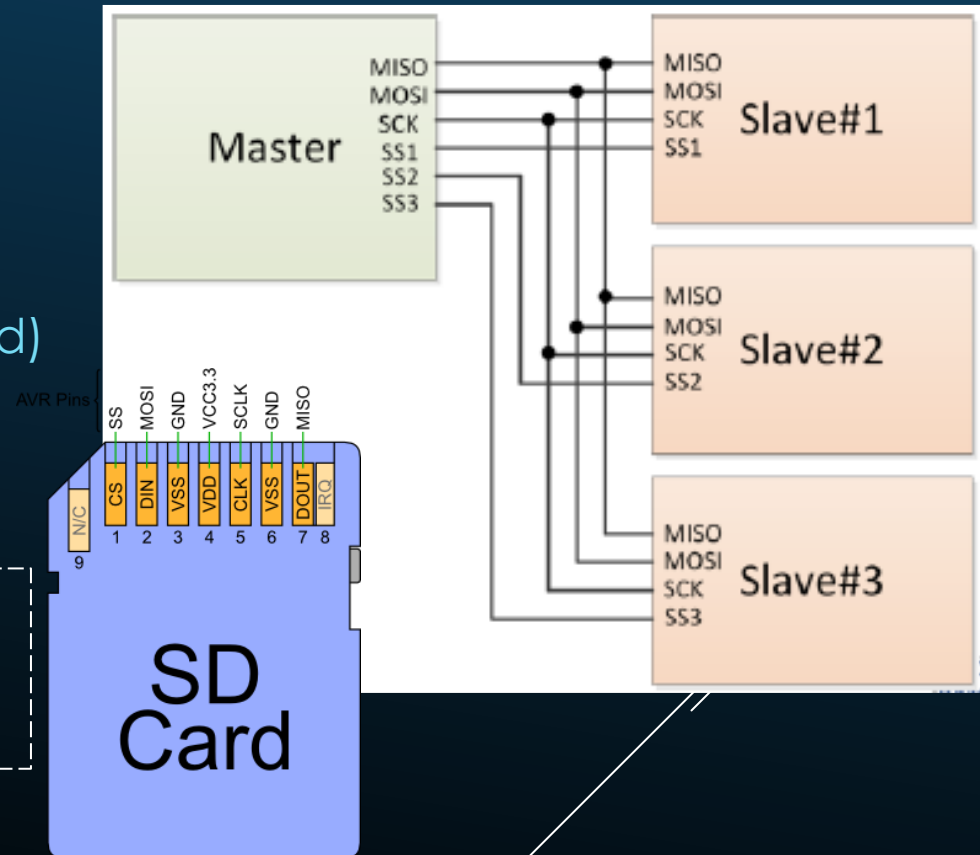 Master
MISO
MOSI
SCK
SS1
SS2
SS3
MISO
MOSI
SCK
SS1
Slave#1
MISO
MOSI
SCK
SS2
Slave#2
MISO
MOSI
SCK
SS3
Slave#3
d)
AVR Pins
SS
MOSI
GND
VCC3.3
SCLK
GND
MISO
N/C
CS
DIN
VSS
VDD
CLK
VSS
DOUT
IRQ
9
1
2
3
4
5
6
7
8
SD
Card